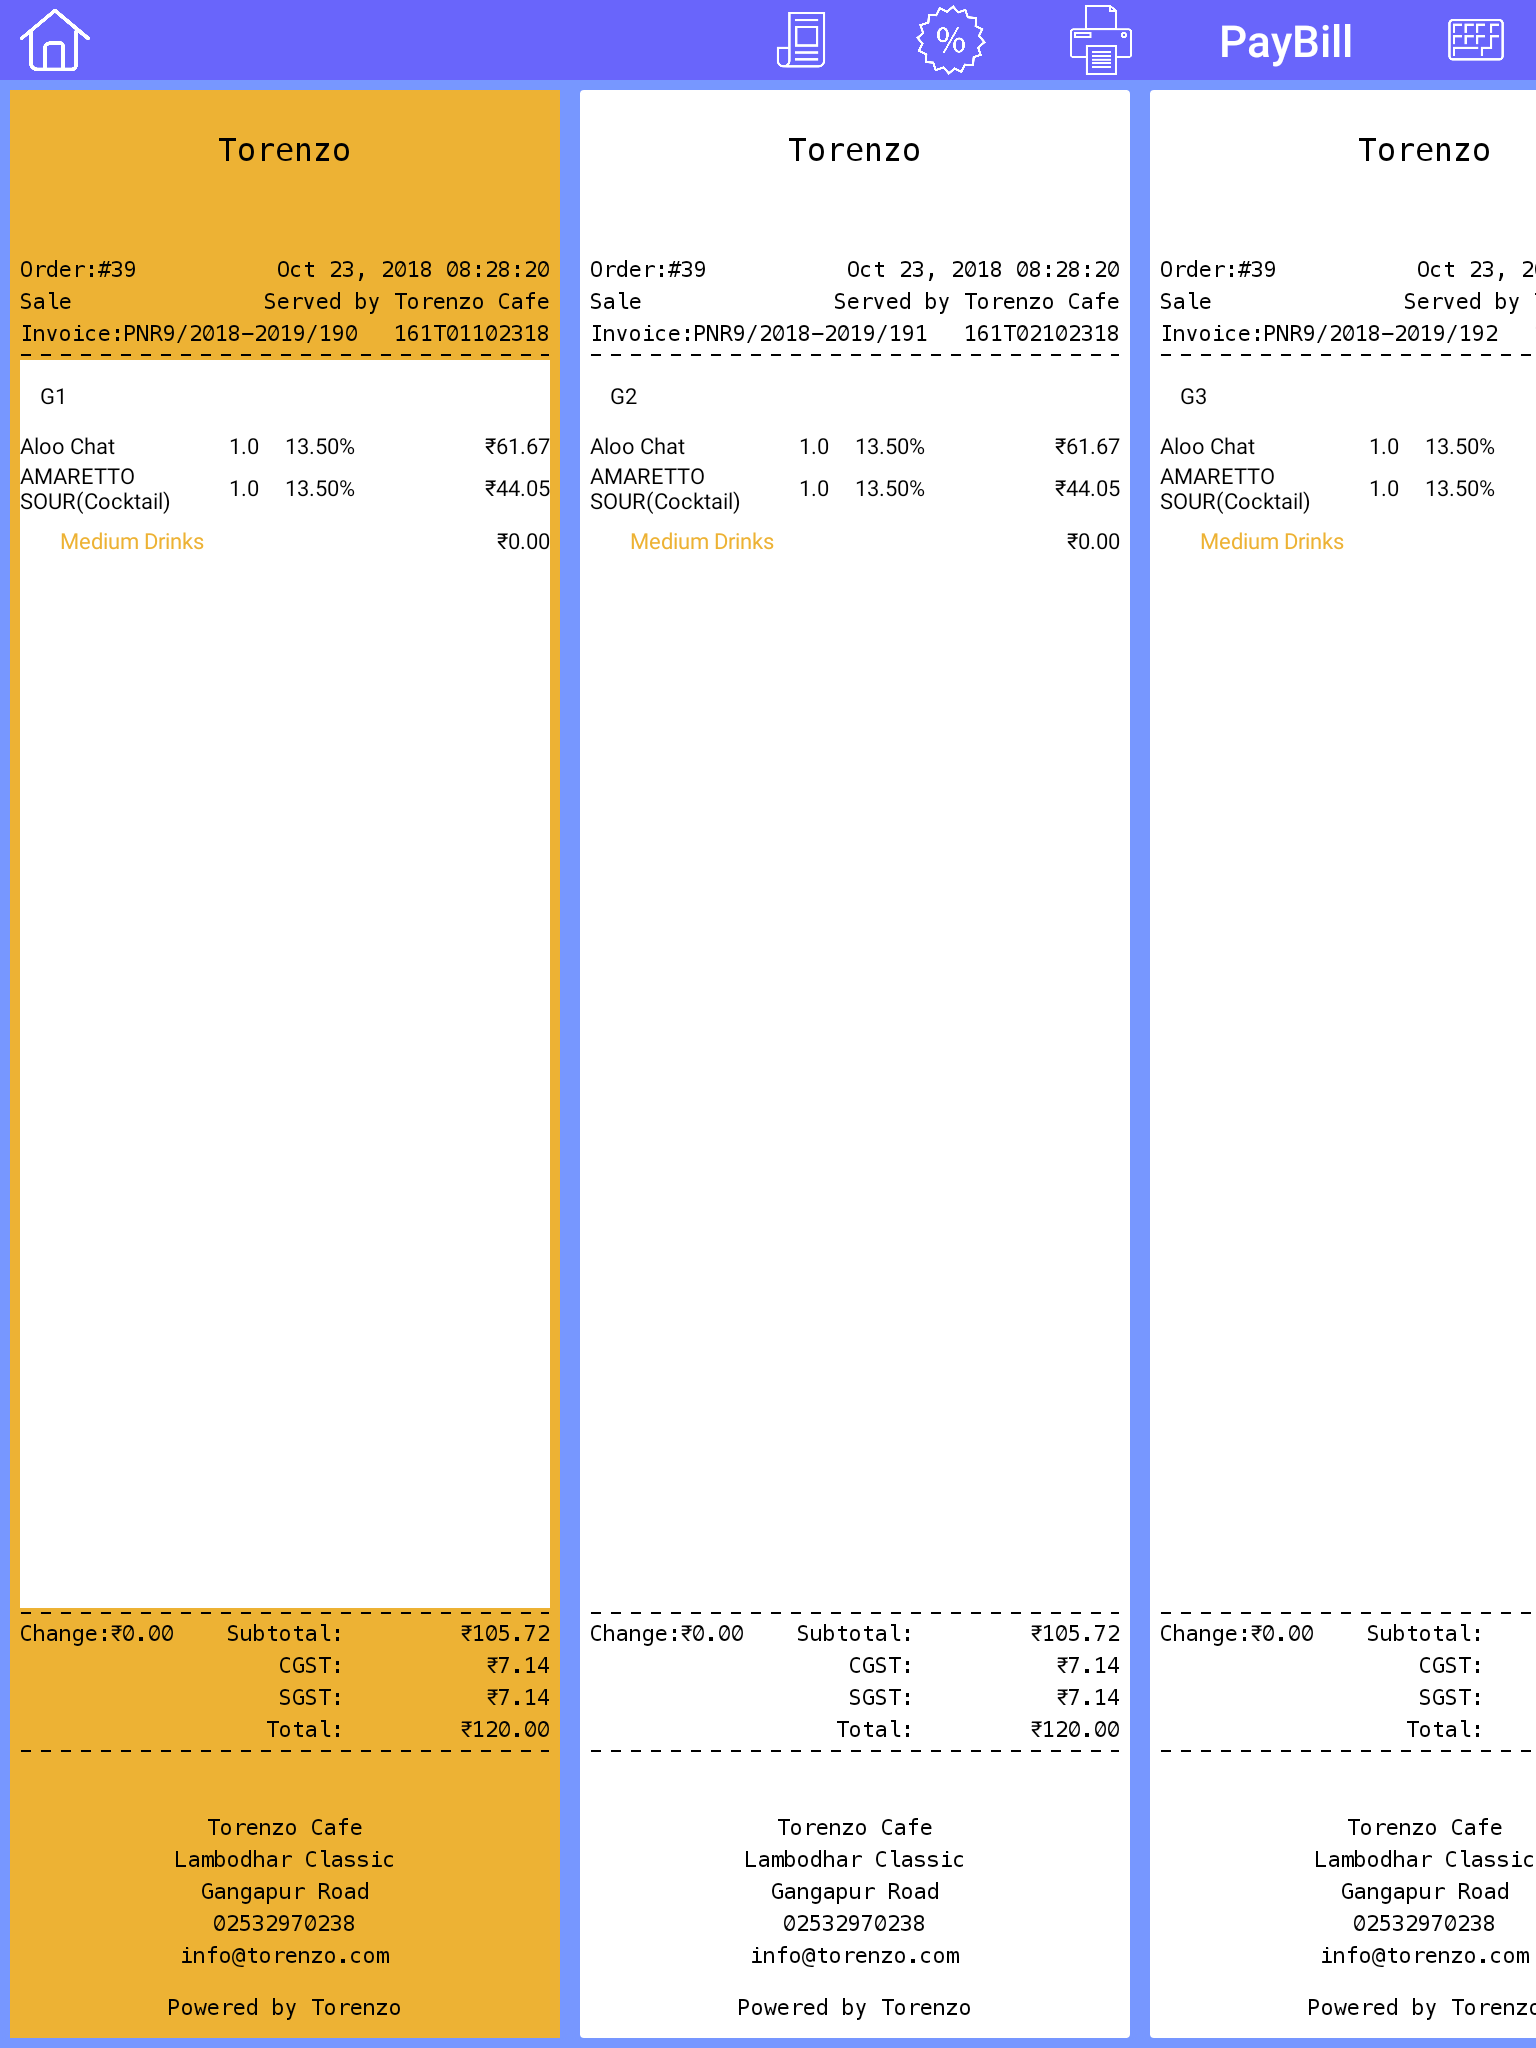 PayBill
Torenzo
Order:#39 Oct 23, 2018 08:28:20
Sale Served by Torenzo Cafe
Invoice:PNR9/2018-2019/190 161T01102318
G1
Aloo Chat 1.0 13.50% ₹61.67
AMARETTO
SOUR(Cocktail) 1.0 13.50% ₹44.05
Medium Drinks ₹0.00
Change:₹0.00 Subtotal: ₹105.72
CGST: ₹7.14
SGST: ₹7.14
Total: ₹120.00
Torenzo Cafe
Lambodhar Classic
Gangapur Road
02532970238
info@torenzo.com
Powered by Torenzo
Torenzo
Order:#39 Oct 23, 2018 08:28:20
Sale Served by Torenzo Cafe
Invoice:PNR9/2018-2019/191 161T02102318
G2
Aloo Chat 1.0 13.50% ₹61.67
AMARETTO
SOUR(Cocktail) 1.0 13.50% ₹44.05
Medium Drinks ₹0.00
Change:₹0.00 Subtotal: ₹105.72
CGST: ₹7.14
SGST: ₹7.14
Total: ₹120.00
Torenzo Cafe
Lambodhar Classic
Gangapur Road
02532970238
info@torenzo.com
Powered by Torenzo
Torenzo
Order:#39 Oct 23,
Sale Served by
Invoice:PNR9/2018-2019/192
G3
Aloo Chat 1.0 13.50%
AMARETTO
SOUR(Cocktail) 1.0 13.50%
Medium Drinks
Change:₹0.00 Subtotal:
CGST:
SGST:
Total:
Torenzo Cafe
Lambodhar Classic
Gangapur Road
02532970238
info@torenzo.com
Powered by Torenzo